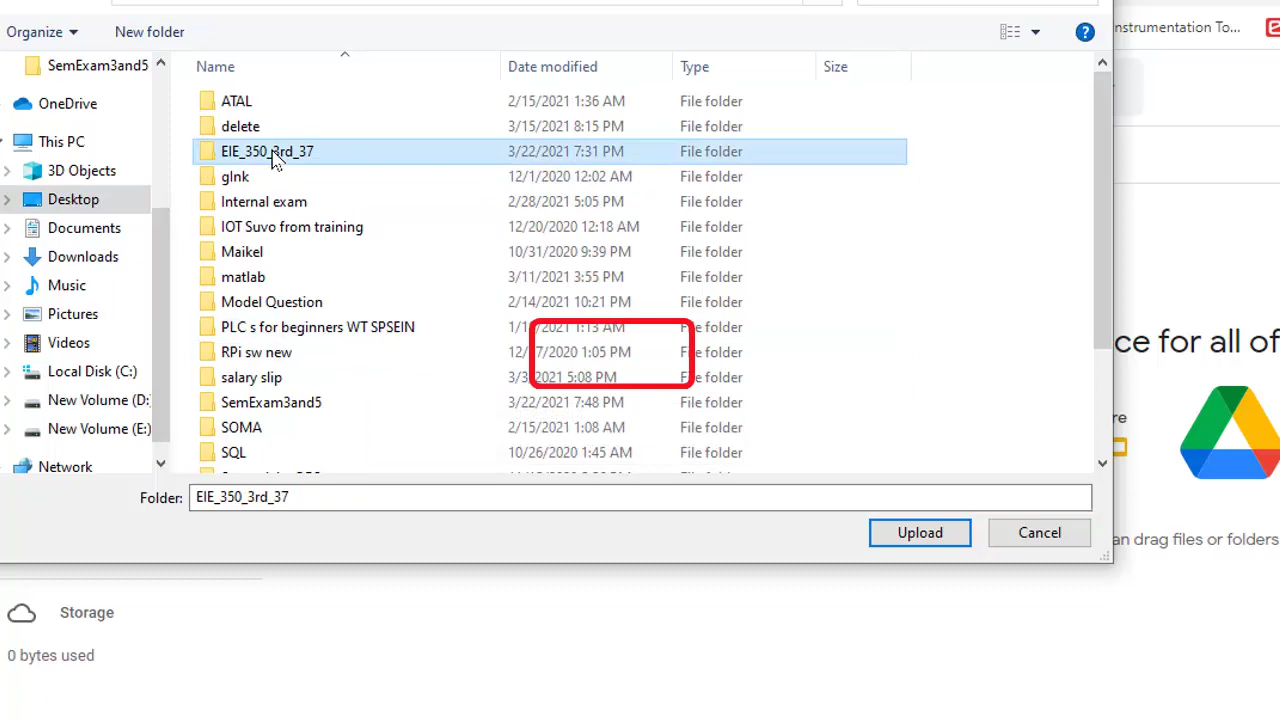 Organize New folder
nstrumentation To...
SemExam3and5
OneDrive
This PC
3D Objects
Desktop
Documents
Downloads
Music
Pictures
Videos
Local Disk (C:)
New Volume (D:
New Volume (E:)
Network
Name Date modified Type Size
ATAL 2/15/2021 1:36 AM File folder
delete 3/15/2021 8:15 PM File folder
EIE_350_3rd_37 3/22/2021 7:31 PM File folder
glnk 12/1/2020 12:02 AM File folder
Internal exam 2/28/2021 5:05 PM File folder
IOT Suvo from training 12/20/2020 12:18 AM File folder
Maikel 10/31/2020 9:39 PM File folder
matlab 3/11/2021 3:55 PM File folder
Model Question 2/14/2021 10:21 PM File folder
PLC s for beginners WT SPSEIN 1:13 AM File folder
RPi sw new 1:05 PM File folder
salary slip 5:08 PM File folder
SemExam3and5 3/22/2021 7:48 PM File folder
SOMA 2/15/2021 1:08 AM File folder
SQL 10/26/2020 1:45 AM File folder
Folder: EIE_350_3rd_37
Upload Cancel
ce for all of
re
an drag files or folders
Storage
0 bytes used